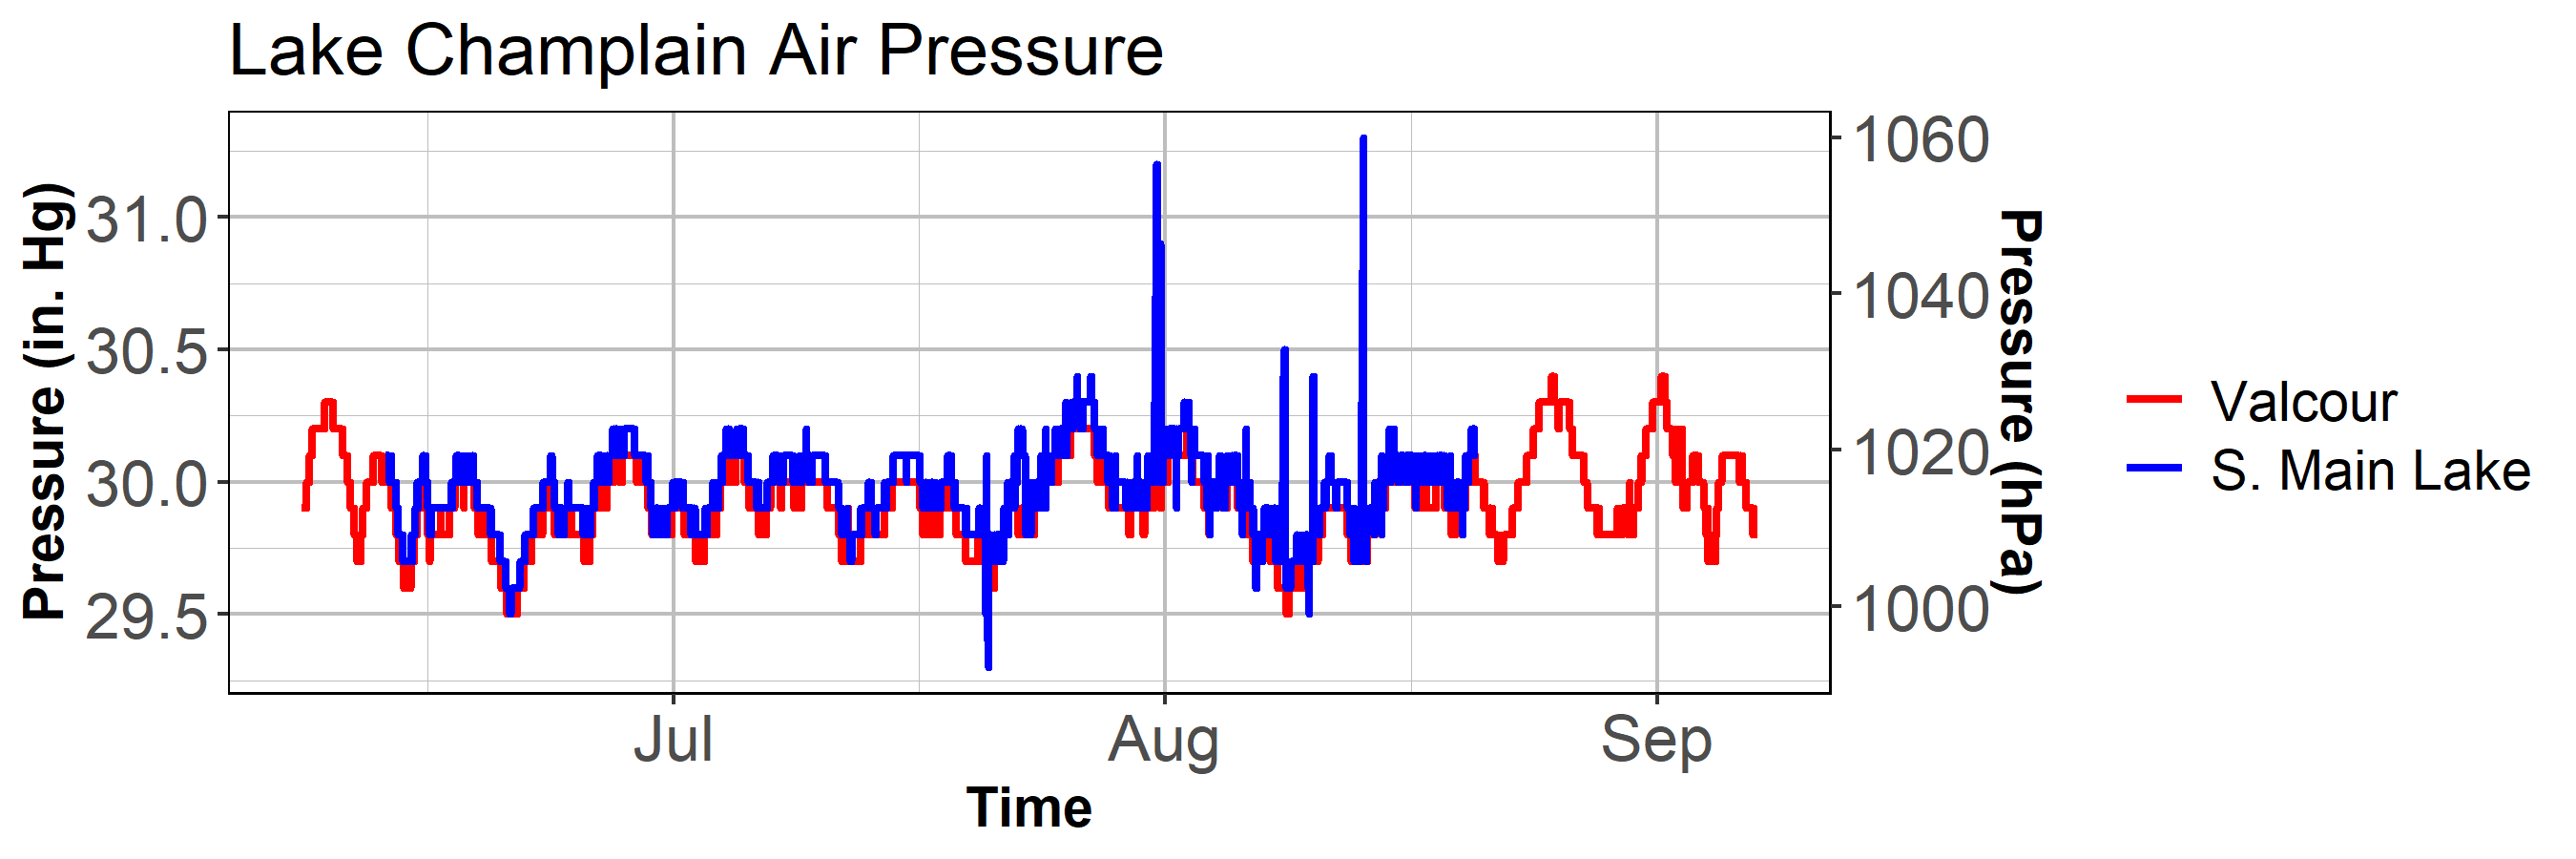 Lake Champlain Air Pressure
Pressure (in. Hg)
31.0
30.5
30.0
29.5
1060
1040
1020
1000
Pressure (hPa)
Jul
Aug
Sep
Time
Valcour
S. Main Lake